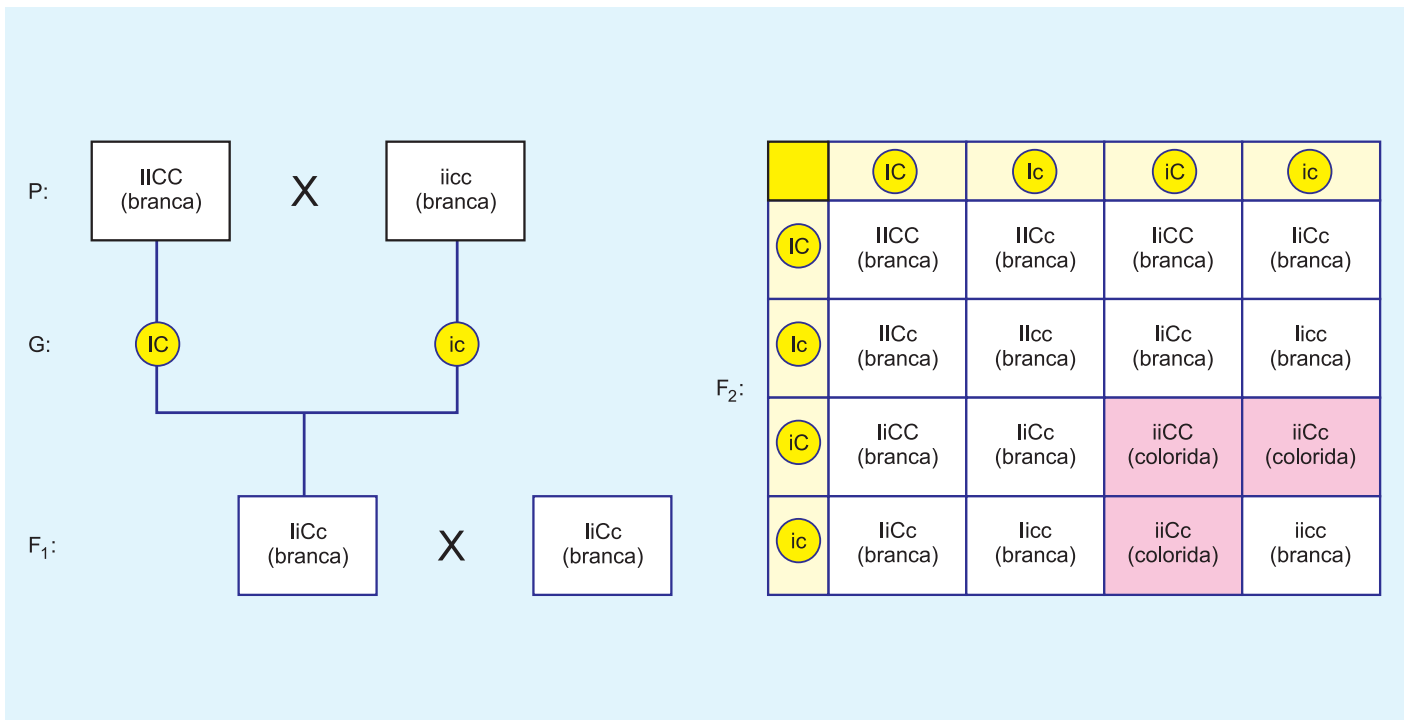 P:
IICC
(branca)
X
iicc
(branca)
G:
IC
ic
F1:
IiCc
(branca)
X
IiCc
(branca)
F2:
IC
Ic
iC
ic
IC
IICC
(branca)
IICc
(branca)
IiCC
(branca)
IiCc
(branca)
Ic
IICc
(branca)
IIcc
(branca)
IiCc
(branca)
Iicc
(branca)
iC
IiCC
(branca)
IiCc
(branca)
iiCC
(colorida)
iiCc
(colorida)
ic
IiCc
(branca)
Iicc
(branca)
iiCc
(colorida)
iicc
(branca)